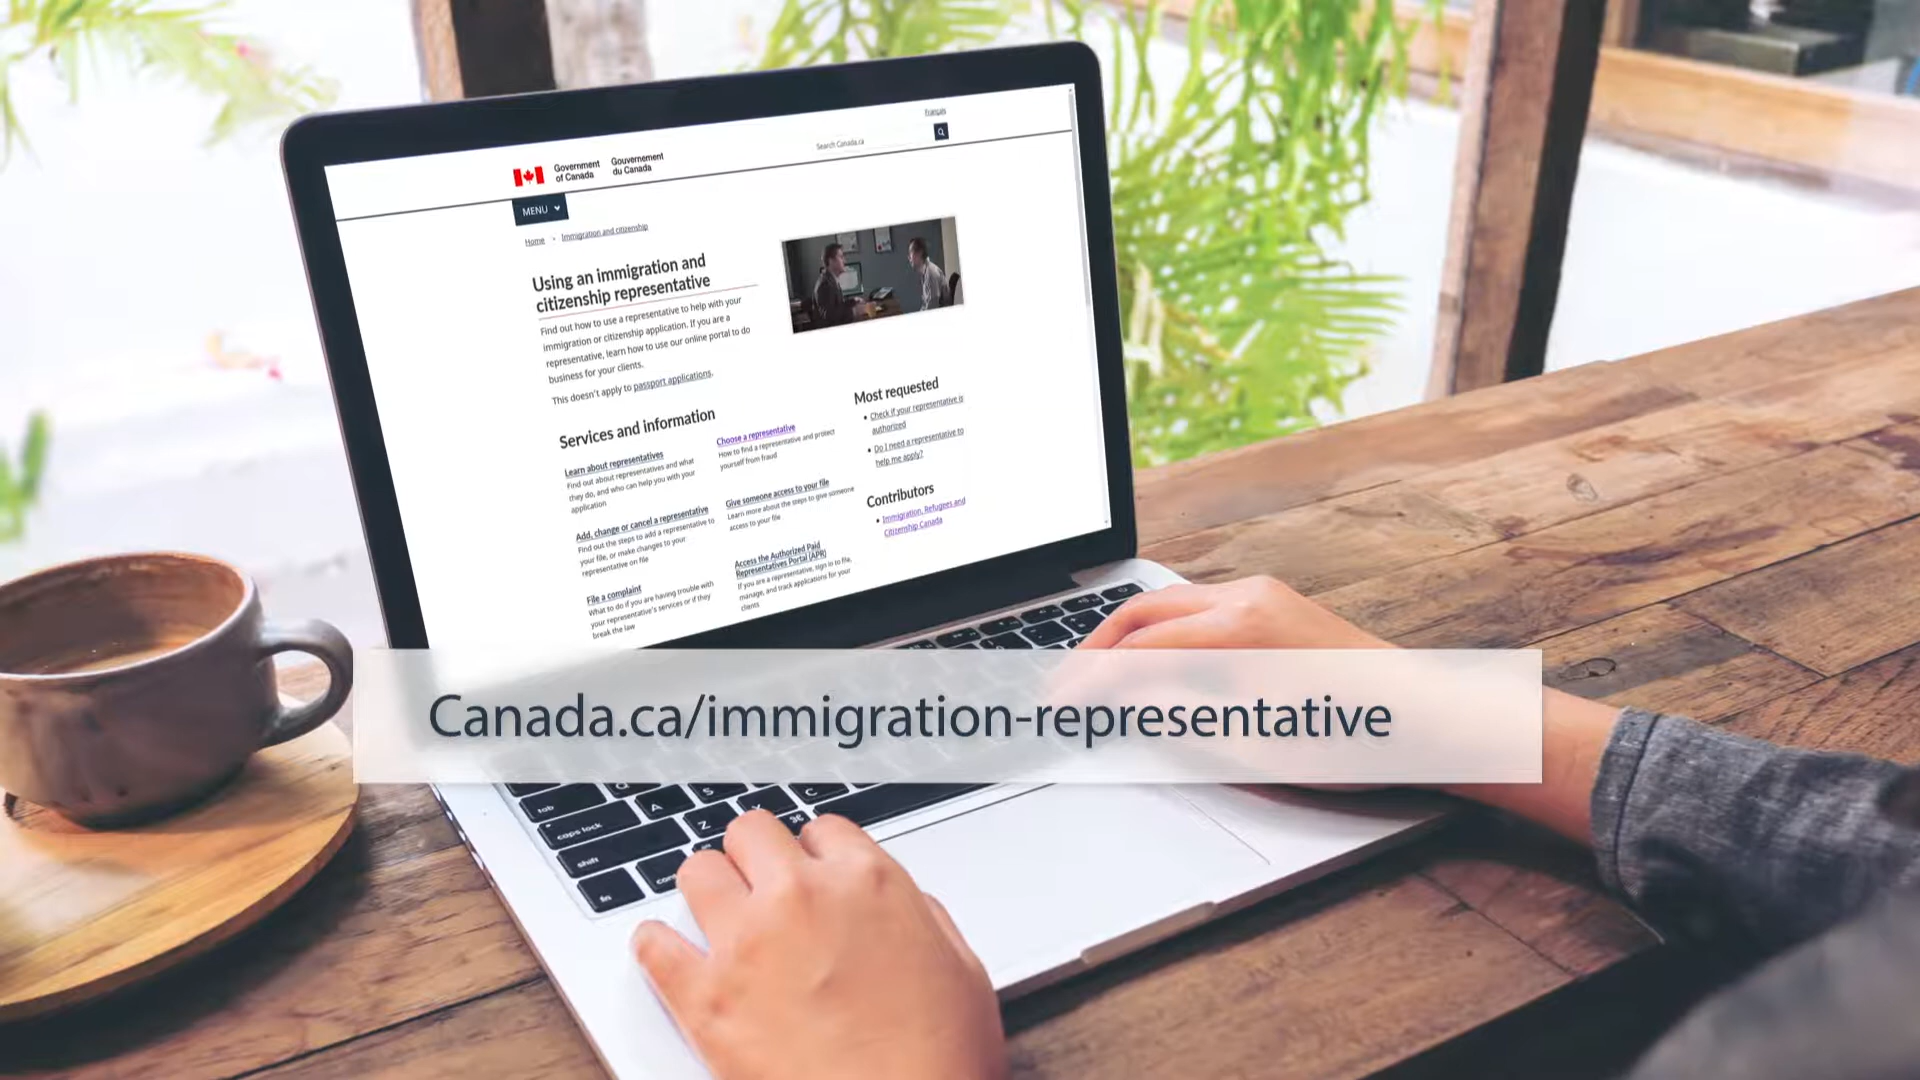 Français
Search Canada.ca
Government of Canada
Gouvernement du Canada
MENU
Home > Immigration and citizenship
Using an immigration and
citizenship representative
Find out how to use a representative to help with your
immigration or citizenship application. If you are a
representative, learn how to use our online portal to do
business for your clients.
This doesn't apply to passport applications.
Services and information
Learn about representatives
Find out about representatives and what
they do, and who can help you with your
application
Choose a representative
How to find a representative and protect
yourself from fraud
Add, change or cancel a representative
Find out the steps to add a representative to
your file, or make changes to your
representative on file
Give someone access to your file
Learn more about the steps to give someone
access to your file
File a complaint
What to do if you are having trouble with
your representative's services or if they
break the law
Access the Authorized Paid
Representatives Portal (APR)
If you are a representative, sign in to file,
manage, and track applications for your
clients
Most requested
Check if your representative is
authorized
Do I need a representative to
help me apply?
Contributors
Immigration, Refugees and
Citizenship Canada
Canada.ca/immigration-representative
tab
caps lock
A
S
shift
Z
C
fn